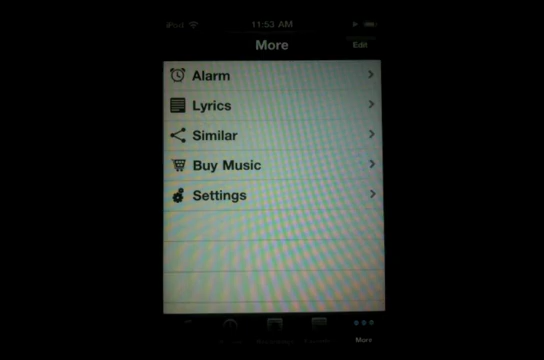 iPod 11:53 AM
More Edit
Alarm
Lyrics
Similar
Buy Music
Settings
More